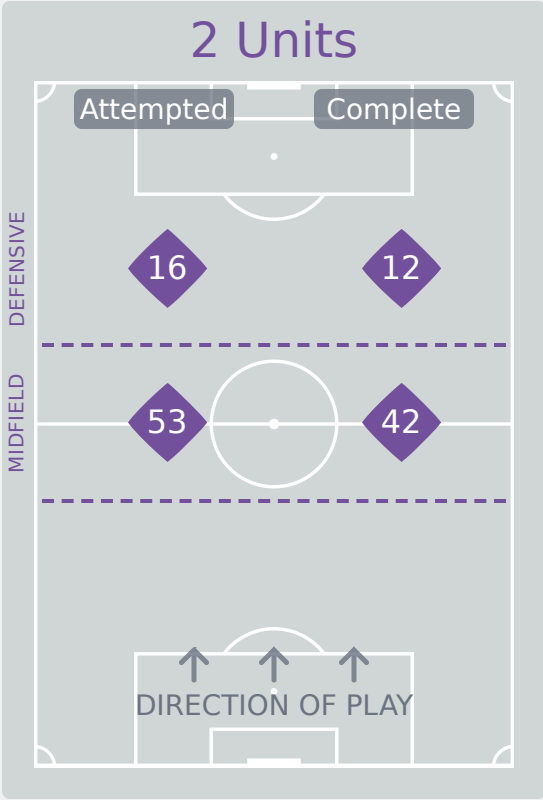 2 Units
Attempted
Complete
DEFENSIVE
16
12
MIDFIELD
53
42
DIRECTION OF PLAY